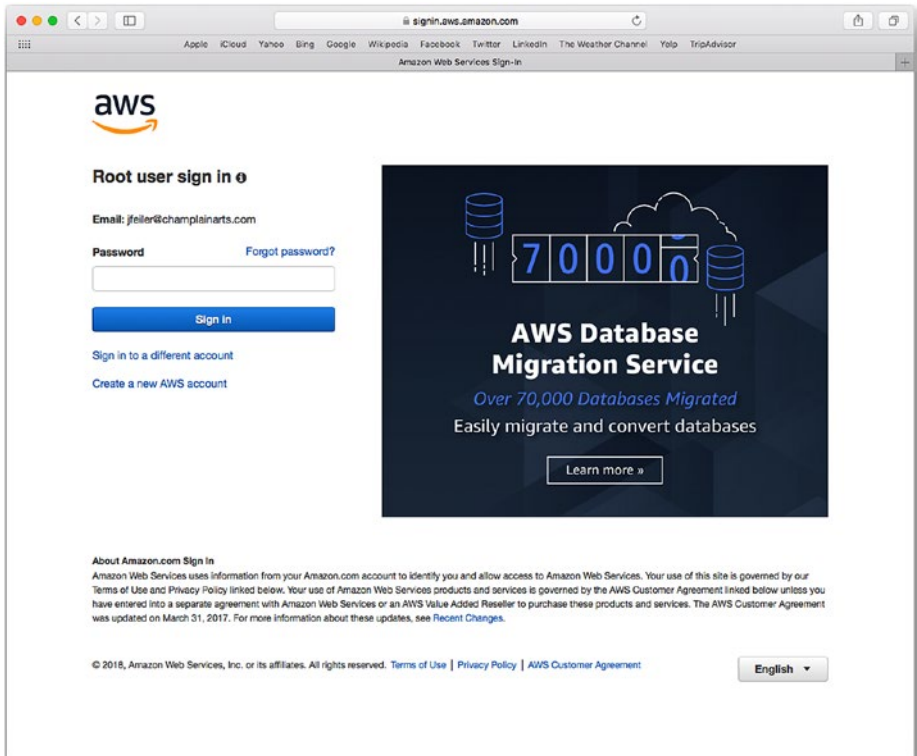 signin.aws.amazon.com
Apple iCloud Yahoo Bing Google Wikipedia Facebook Twitter LinkedIn The Weather Channel Yelp TripAdvisor
Amazon Web Services Sign-In
aws
Root user sign in
Email: jfeiler@champlainarts.com
Password Forgot password?
Sign in
Sign in to a different account
Create a new AWS account
70000
AWS Database
Migration Service
Over 70,000 Databases Migrated
Easily migrate and convert databases
Learn more »
About Amazon.com Sign In
Amazon Web Services uses information from your Amazon.com account to identify you and allow access to Amazon Web Services. Your use of this site is governed by our
Terms of Use and Privacy Policy linked below. Your use of Amazon Web Services products and services is governed by the AWS Customer Agreement linked below unless you
have entered into a separate agreement with Amazon Web Services or an AWS Value Added Reseller to purchase these products and services. The AWS Customer Agreement
was updated on March 31, 2017. For more information about these updates, see Recent Changes.
© 2018, Amazon Web Services, Inc. or its affiliates. All rights reserved. Terms of Use | Privacy Policy | AWS Customer Agreement
English